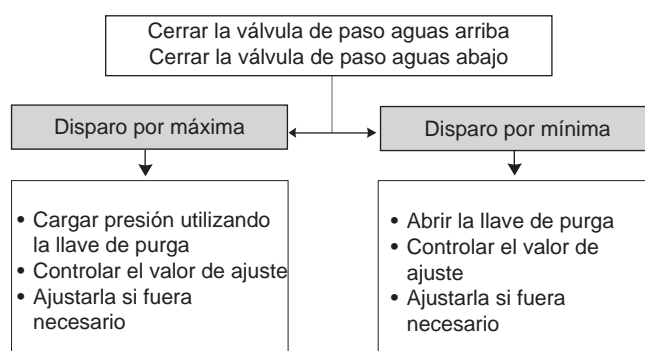 Cerrar la válvula de paso aguas arriba
Cerrar la válvula de paso aguas abajo
Disparo por máxima
Disparo por mínima
• Cargar presión utilizando
la llave de purga
• Controlar el valor de ajuste
• Ajustarla si fuera
necesario
• Abrir la llave de purga
• Controlar el valor de
ajuste
• Ajustarla si fuera
necesario